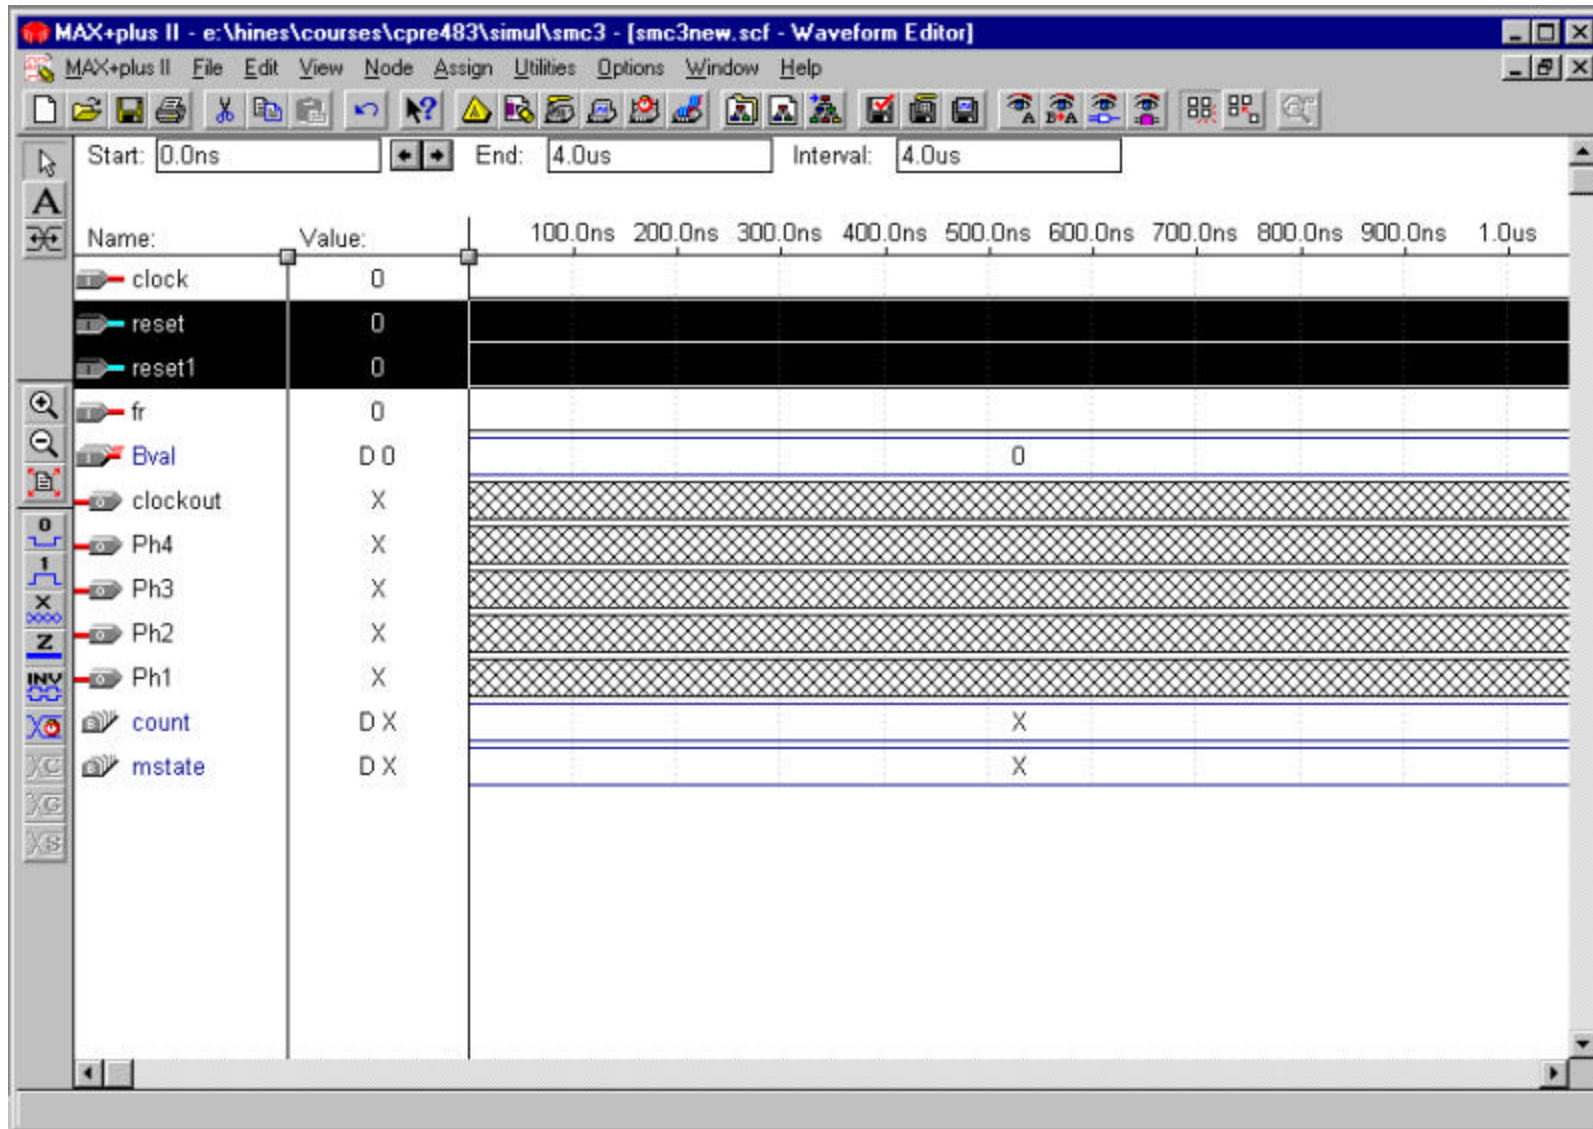 MAX+plus II - e:\hines\courses\cpre483\simul\smc3 - [smc3new.scf - Waveform Editor]
MAX+plus II File Edit View Node Assign Utilities Options Window Help
Start: 0.0ns End: 4.0us Interval: 4.0us
Name: Value: 100.0ns 200.0ns 300.0ns 400.0ns 500.0ns 600.0ns 700.0ns 800.0ns 900.0ns 1.0us
clock 0
reset 0
reset1 0
fr 0
Bval D 0 0
clockout X
Ph4 X
Ph3 X
Ph2 X
Ph1 X
count D X X
mstate D X X
A
0
1
X
Z
INV
C
G
S